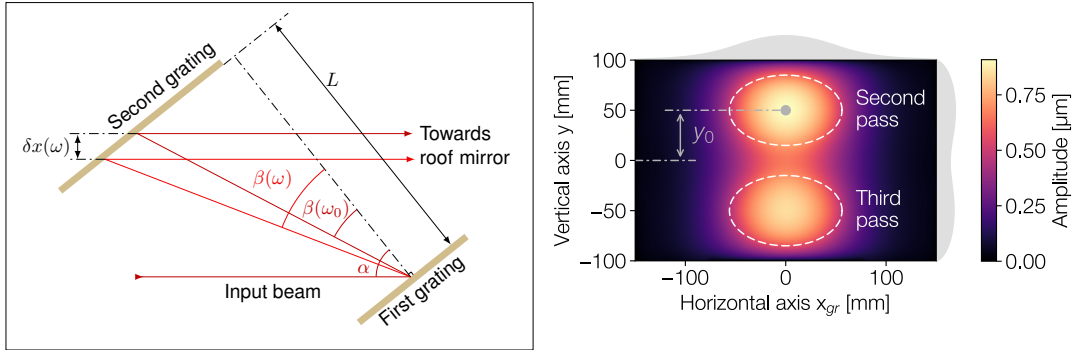 Second grating
L
δx(ω)
Towards
roof mirror
β(ω)
β(ω₀)
α
Input beam
First grating
100
50
0
−50
−100
Vertical axis y [mm]
y₀
Second
pass
Third
pass
−100
0
100
Horizontal axis x_gr [mm]
0.75
0.50
0.25
0.00
Amplitude [µm]